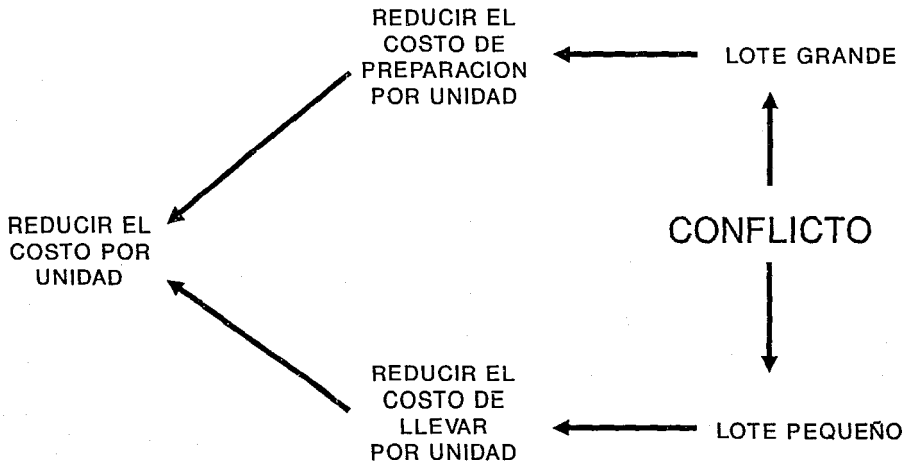 REDUCIR EL
COSTO DE
PREPARACION
POR UNIDAD
LOTE GRANDE
CONFLICTO
REDUCIR EL
COSTO POR
UNIDAD
REDUCIR EL
COSTO DE
LLEVAR
POR UNIDAD
LOTE PEQUEÑO